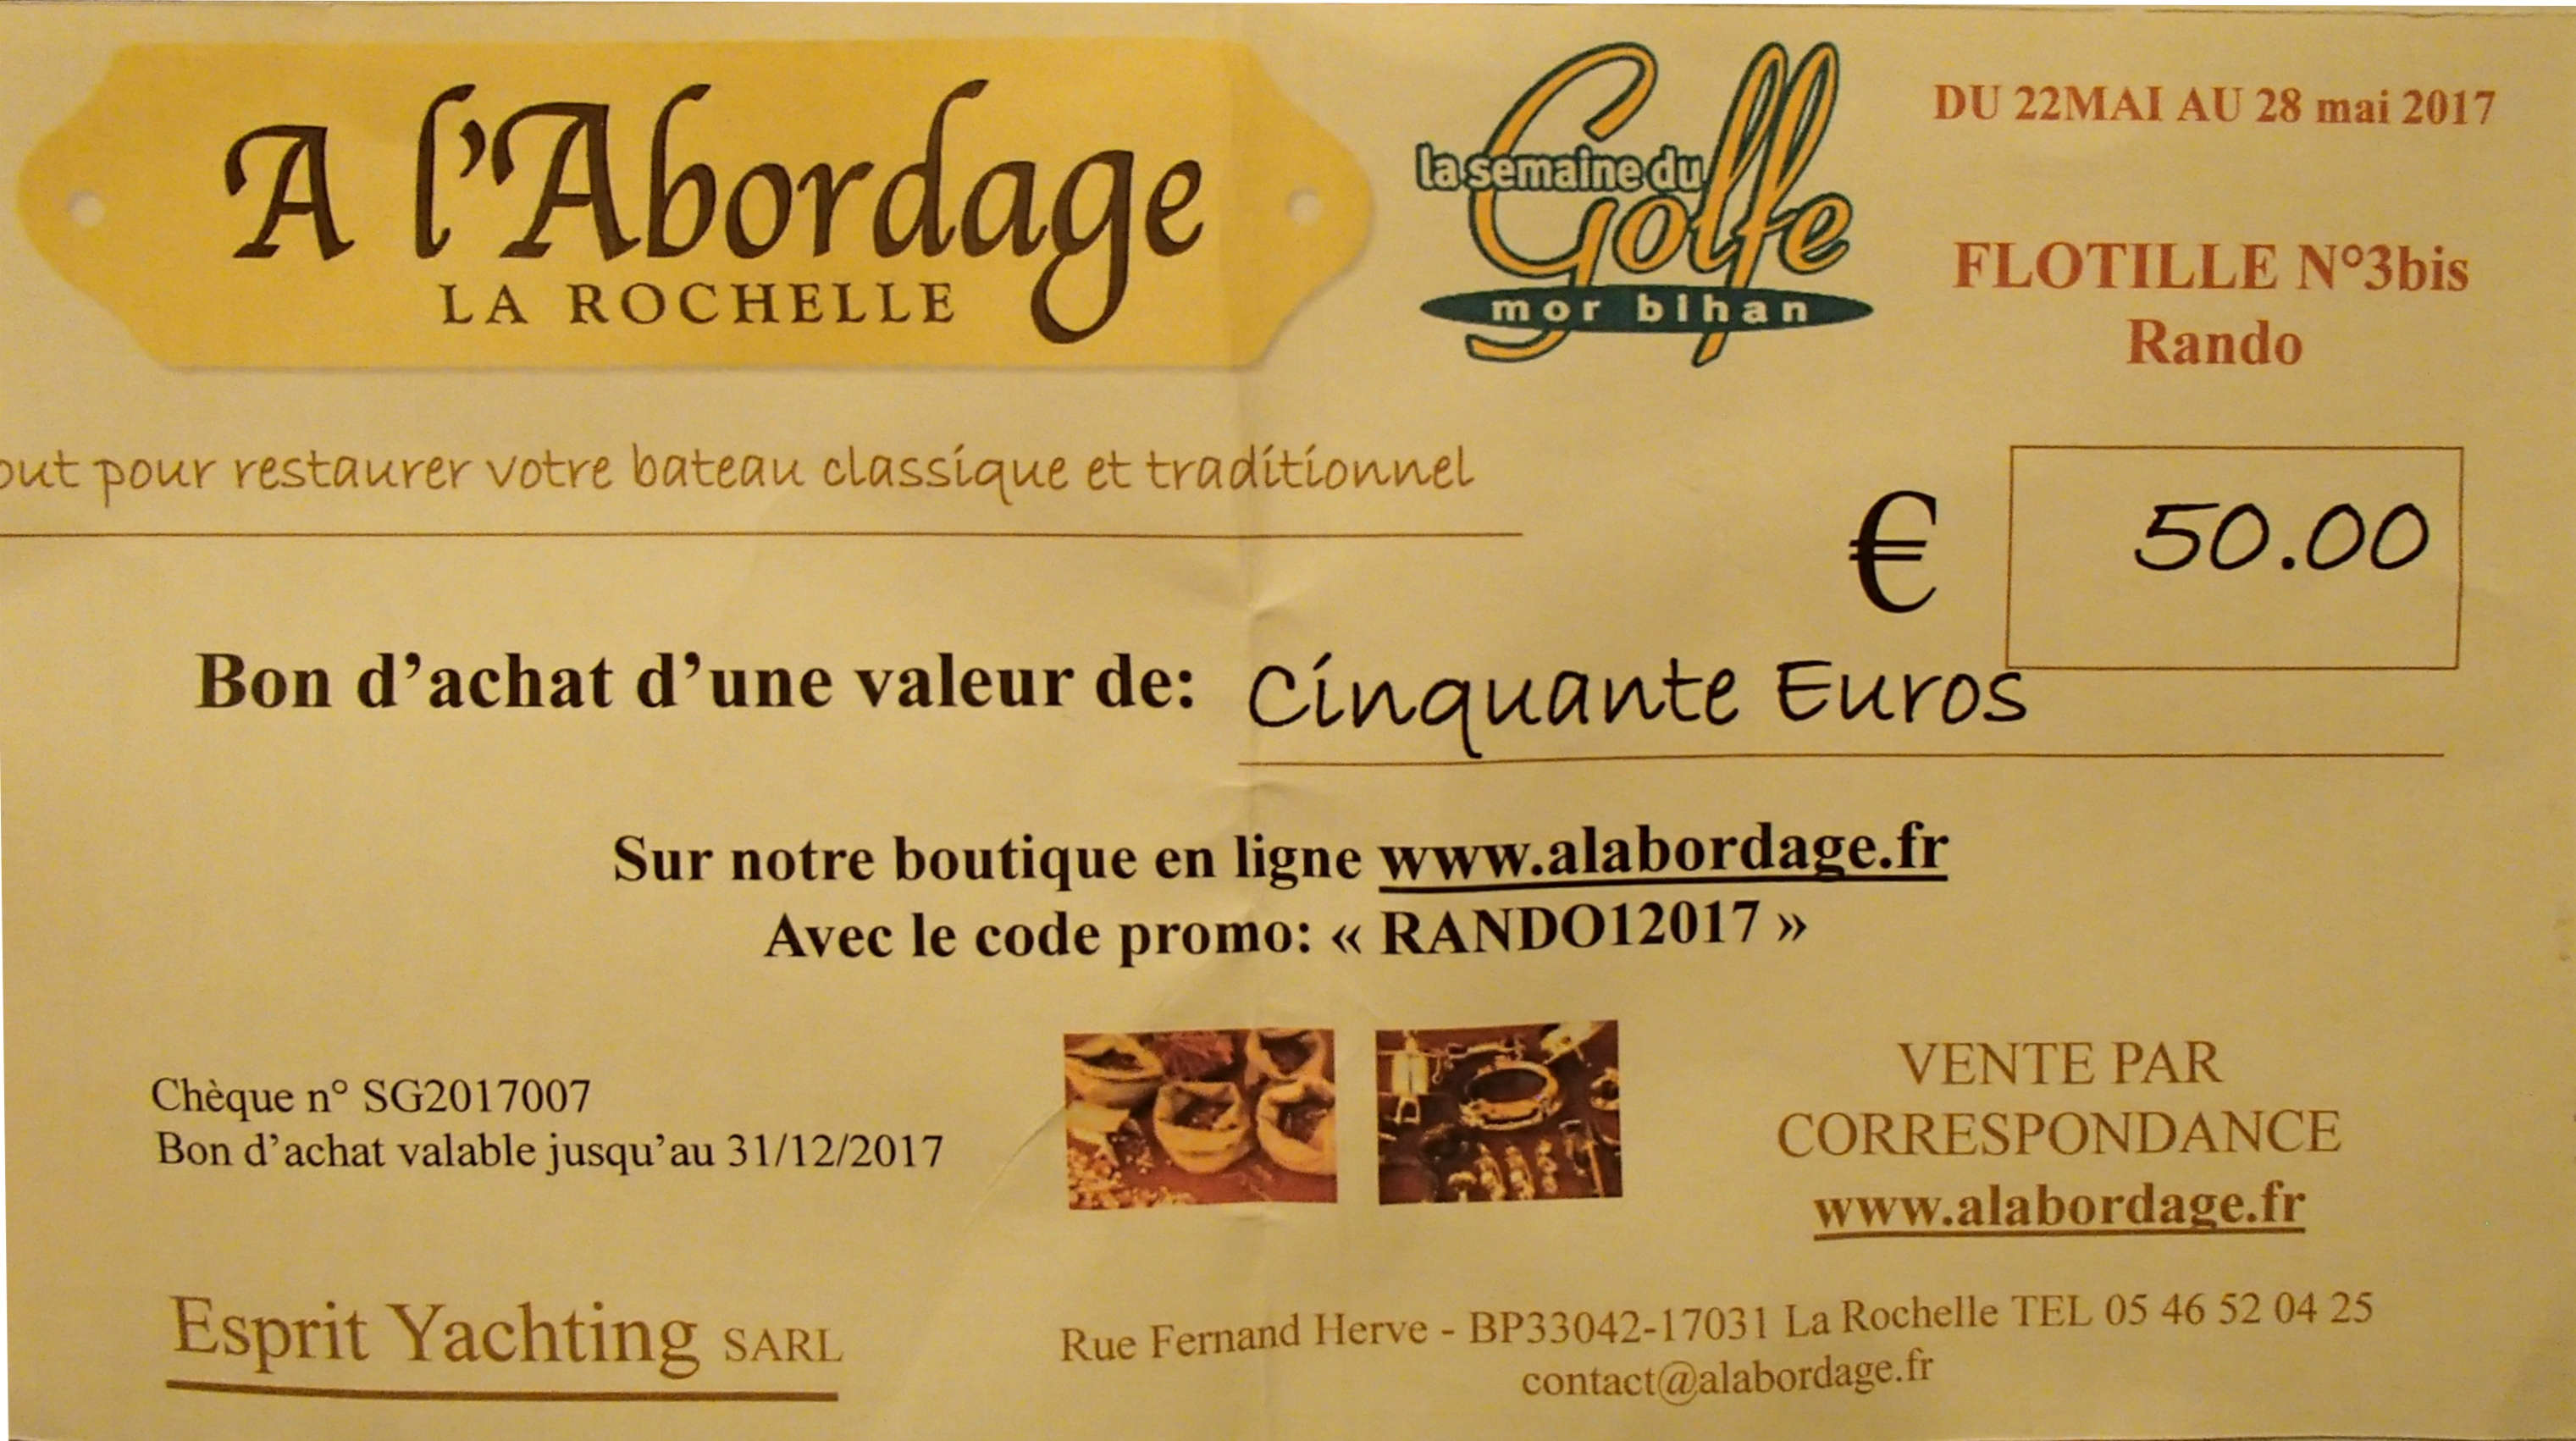 A l'Abordage
LA ROCHELLE
la semaine du
Golfe
mor bihan
DU 22MAI AU 28 mai 2017
FLOTILLE N°3bis
Rando
out pour restaurer votre bateau classique et traditionnel
€ 50.00
Bon d'achat d'une valeur de: Cinquante Euros
Sur notre boutique en ligne www.alabordage.fr
Avec le code promo: « RANDO12017 »
Chèque n° SG2017007
Bon d'achat valable jusqu'au 31/12/2017
VENTE PAR
CORRESPONDANCE
www.alabordage.fr
Esprit Yachting SARL
Rue Fernand Herve - BP33042-17031 La Rochelle TEL 05 46 52 04 25
contact@alabordage.fr